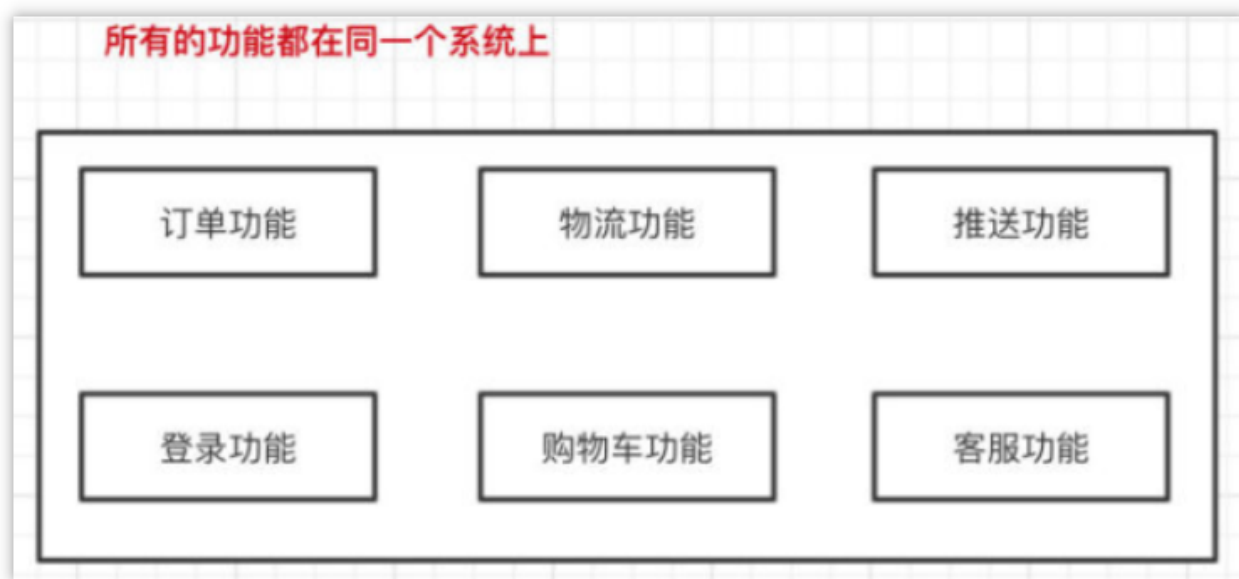 所有的功能都在同一个系统上
订单功能
物流功能
推送功能
登录功能
购物车功能
客服功能